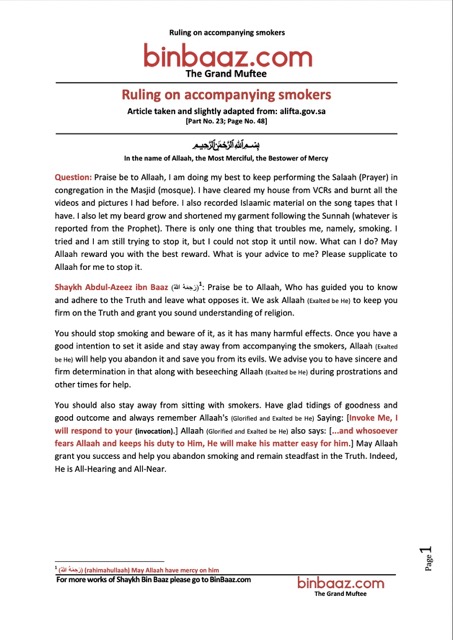 Ruling on accompanying smokers
binbaaz.com
The Grand Muftee
Ruling on accompanying smokers
Article taken and slightly adapted from: alifta.gov.sa
[Part No. 23; Page No. 48]
بِسْمِ اللهِ الرَّحْمٰنِ الرَّحِيمِ
In the name of Allaah, the Most Merciful, the Bestower of Mercy
Question: Praise be to Allaah, I am doing my best to keep performing the Salaah (Prayer) in
congregation in the Masjid (mosque). I have cleared my house from VCRs and burnt all the
videos and pictures I had before. I also recorded Islaamic material on the song tapes that I
have. I also let my beard grow and shortened my garment following the Sunnah (whatever is
reported from the Prophet). There is only one thing that troubles me, namely, smoking. I
tried and I am still trying to stop it, but I could not stop it until now. What can I do? May
Allaah reward you with the best reward. What is your advice to me? Please supplicate to
Allaah for me to stop it.
Shaykh Abdul-Azeez ibn Baaz (رَحِمَهُ اللهُ)¹: Praise be to Allaah, Who has guided you to know
and adhere to the Truth and leave what opposes it. We ask Allaah (Exalted be He) to keep you
firm on the Truth and grant you sound understanding of religion.
You should stop smoking and beware of it, as it has many harmful effects. Once you have a
good intention to set it aside and stay away from accompanying the smokers, Allaah (Exalted
be He) will help you abandon it and save you from its evils. We advise you to have sincere and
firm determination in that along with beseeching Allaah (Exalted be He) during prostrations and
other times for help.
You should also stay away from sitting with smokers. Have glad tidings of goodness and
good outcome and always remember Allaah's (Glorified and Exalted be He) Saying: [Invoke Me, I
will respond to your (invocation).] Allaah (Glorified and Exalted be He) also says: [...and whosoever
fears Allaah and keeps his duty to Him, He will make his matter easy for him.] May Allaah
grant you success and help you abandon smoking and remain steadfast in the Truth. Indeed,
He is All-Hearing and All-Near.
Page 1
¹ (رَحِمَهُ اللهُ) (rahimahullaah) May Allaah have mercy on him
For more works of Shaykh Bin Baaz please go to BinBaaz.com
binbaaz.com
The Grand Muftee